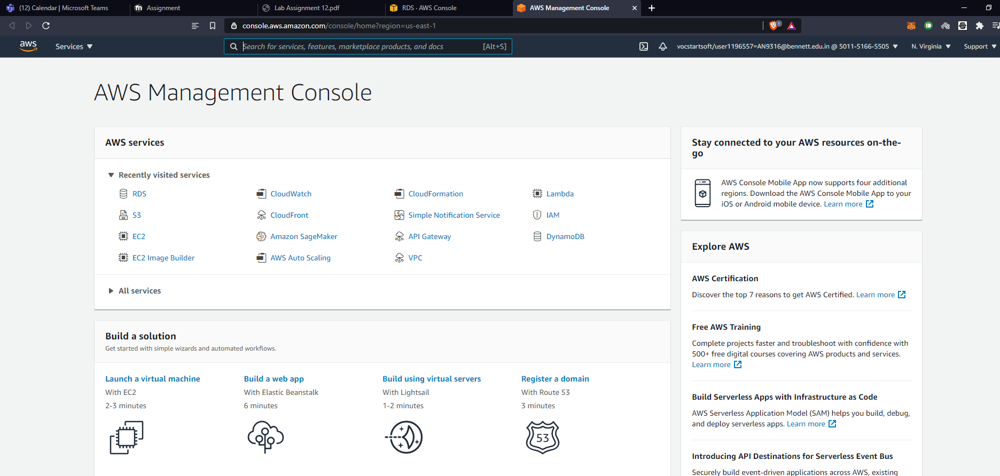 (12) Calendar | Microsoft Teams
Assignment
Lab Assignment 12.pdf
RDS · AWS Console
AWS Management Console
console.aws.amazon.com/console/home?region=us-east-1
1
aws
Services
Search for services, features, marketplace products, and docs
[Alt+S]
vocstartsoft/user1196557=AN9316@bennett.edu.in @ 5011-5166-5505
N. Virginia
Support
AWS Management Console
AWS services
Recently visited services
RDS
CloudWatch
CloudFormation
Lambda
S3
CloudFront
Simple Notification Service
IAM
EC2
Amazon SageMaker
API Gateway
DynamoDB
EC2 Image Builder
AWS Auto Scaling
VPC
All services
Build a solution
Get started with simple wizards and automated workflows.
Launch a virtual machine
With EC2
2-3 minutes
Build a web app
With Elastic Beanstalk
6 minutes
Build using virtual servers
With Lightsail
1-2 minutes
Register a domain
With Route 53
3 minutes
53
Stay connected to your AWS resources on-the-
go
AWS Console Mobile App now supports four additional
regions. Download the AWS Console Mobile App to your
iOS or Android mobile device. Learn more
Explore AWS
AWS Certification
Discover the top 7 reasons to get AWS Certified. Learn more
Free AWS Training
Complete projects faster and troubleshoot with confidence with
500+ free digital courses covering AWS products and services.
Learn more
Build Serverless Apps with Infrastructure as Code
AWS Serverless Application Model (SAM) helps you build, debug,
and deploy serverless apps. Learn more
Introducing API Destinations for Serverless Event Bus
Securely build event-driven applications across AWS, existing